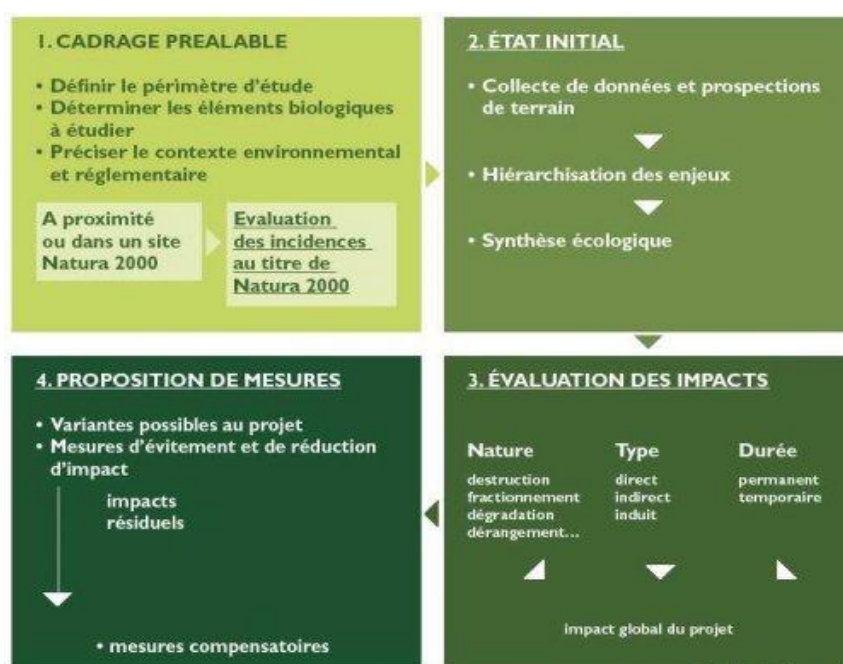 1. CADRAGE PREALABLE
• Définir le périmètre d'étude
• Déterminer les éléments biologiques
à étudier
• Préciser le contexte environnemental
et réglementaire
A proximité
ou dans un site
Natura 2000
Evaluation
des incidences
au titre de
Natura 2000
2. ÉTAT INITIAL
• Collecte de données et prospections
de terrain
• Hiérarchisation des enjeux
• Synthèse écologique
3. ÉVALUATION DES IMPACTS
Nature
destruction
fractionnement
dégradation
dérangement...
Type
direct
indirect
induit
Durée
permanent
temporaire
impact global du projet
4. PROPOSITION DE MESURES
• Variantes possibles au projet
• Mesures d'évitement et de réduction
d'impact
impacts
résiduels
• mesures compensatoires